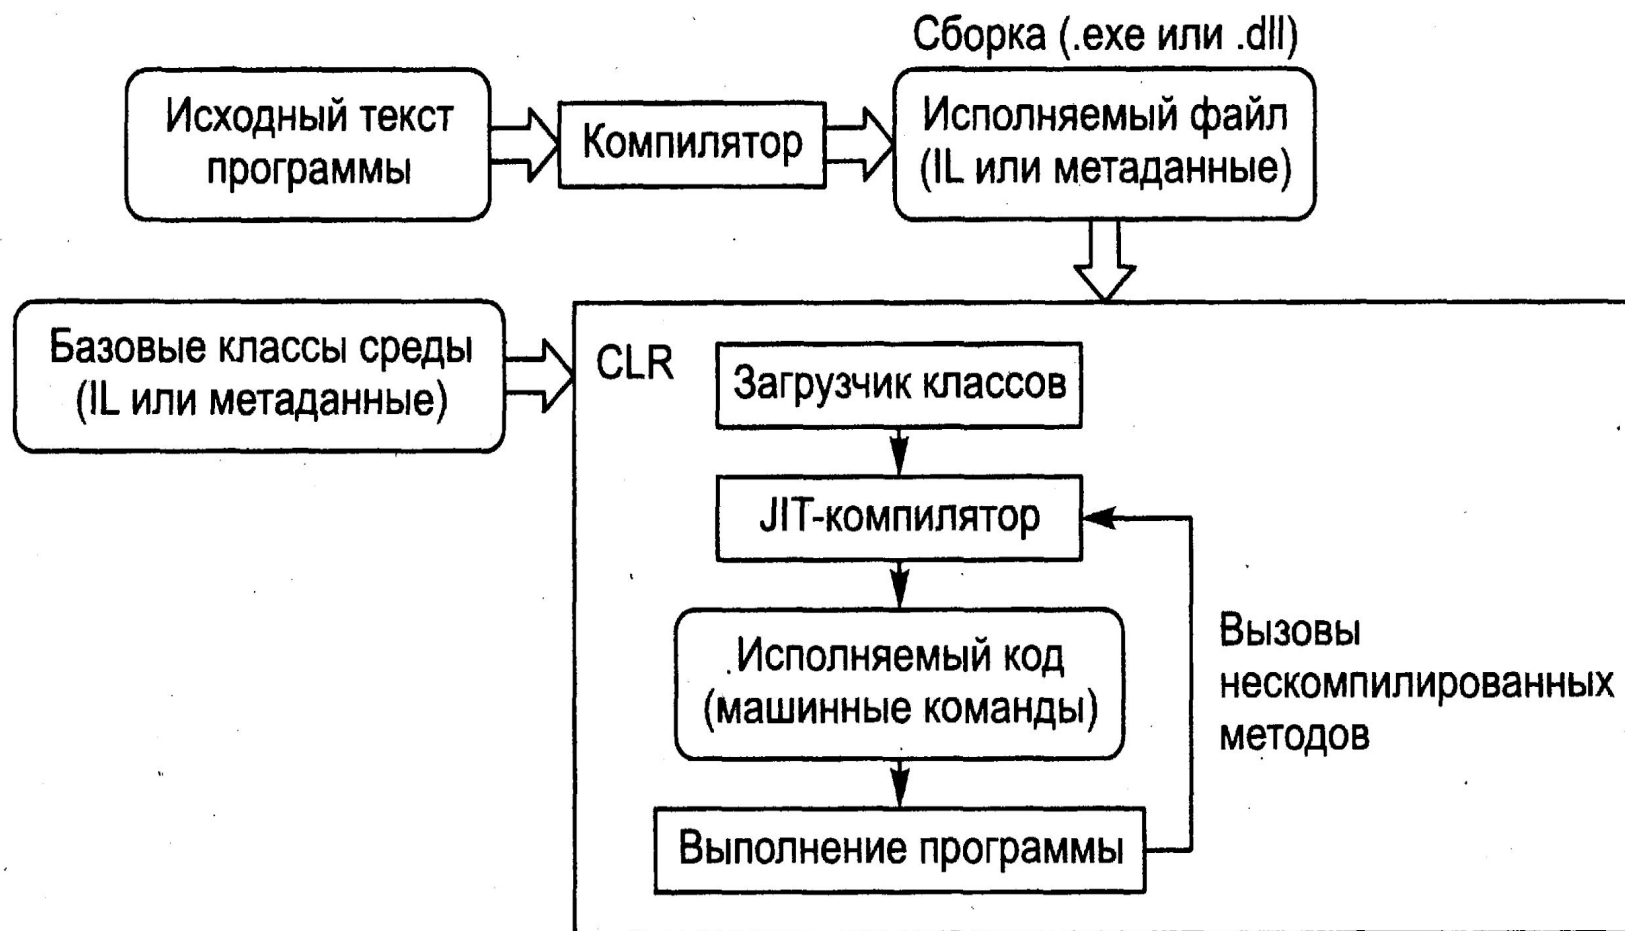 Сборка (.exe или .dll)
Исходный текст
программы
Компилятор
Исполняемый файл
(IL или метаданные)
Базовые классы среды
(IL или метаданные)
CLR
Загрузчик классов
JIT-компилятор
Исполняемый код
(машинные команды)
Вызовы
нескомпилированных
методов
Выполнение программы